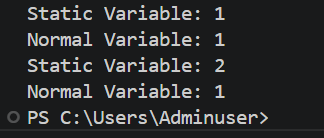 Static Variable: 1
Normal Variable: 1
Static Variable: 2
Normal Variable: 1
PS C:\Users\Adminuser>